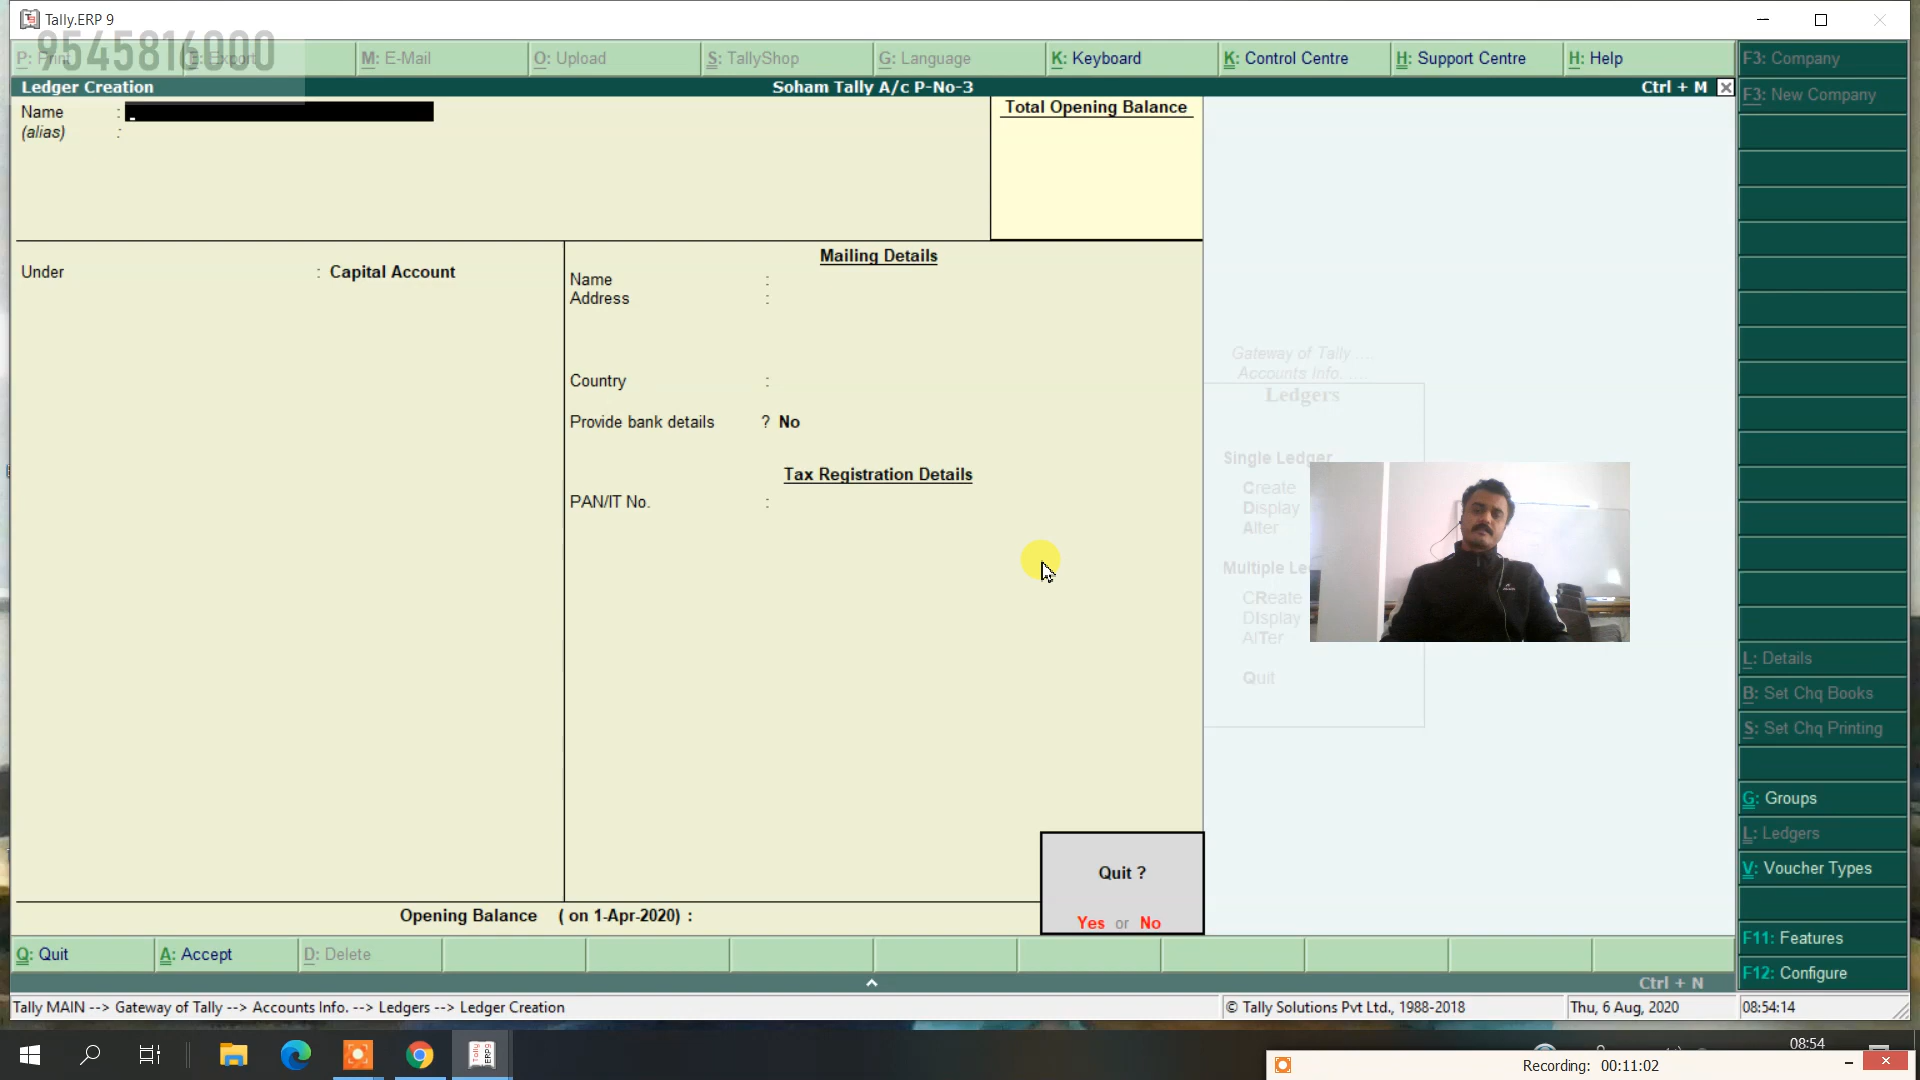 Tally.ERP 9
9545816000
P: Print
E: Export
M: E-Mail
O: Upload
S: TallyShop
G: Language
K: Keyboard
K: Control Centre
H: Support Centre
H: Help
Ledger Creation
Soham Tally A/c P-No-3
Ctrl + M
Name :
(alias) :
Total Opening Balance
Under : Capital Account
Mailing Details
Name :
Address :
Country :
Provide bank details ? No
Tax Registration Details
PAN/IT No. :
Gateway of Tally ......
Accounts Info. ......
Ledgers
Single Ledger
Create
Display
Alter
Multiple Le
CReate
DIsplay
AlTer
Quit
Quit ?
Yes or No
Opening Balance ( on 1-Apr-2020) :
F3: Company
F3: New Company
L: Details
B: Set Chq Books
S: Set Chq Printing
G: Groups
L: Ledgers
V: Voucher Types
F11: Features
F12: Configure
Q: Quit
A: Accept
D: Delete
Ctrl + N
Tally MAIN --> Gateway of Tally --> Accounts Info. --> Ledgers --> Ledger Creation
© Tally Solutions Pvt Ltd., 1988-2018
Thu, 6 Aug, 2020
08:54:14
Tally ERP9
08:54
Recording: 00:11:02